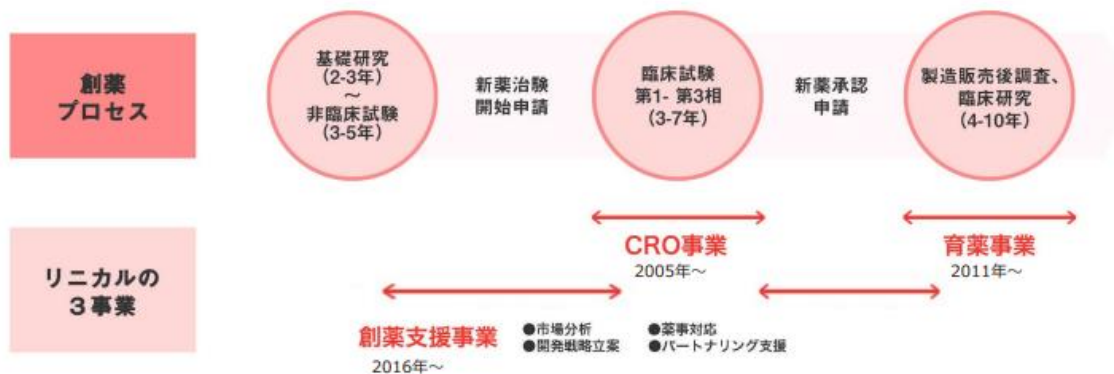 創薬
プロセス
基礎研究
(2-3年)
～
非臨床試験
(3-5年)
新薬治験
開始申請
臨床試験
第1- 第3相
(3-7年)
新薬承認
申請
製造販売後調査、
臨床研究
(4-10年)
リニカルの
３事業
CRO事業
2005年～
育薬事業
2011年～
創薬支援事業
2016年～
●市場分析
●開発戦略立案
●薬事対応
●パートナリング支援